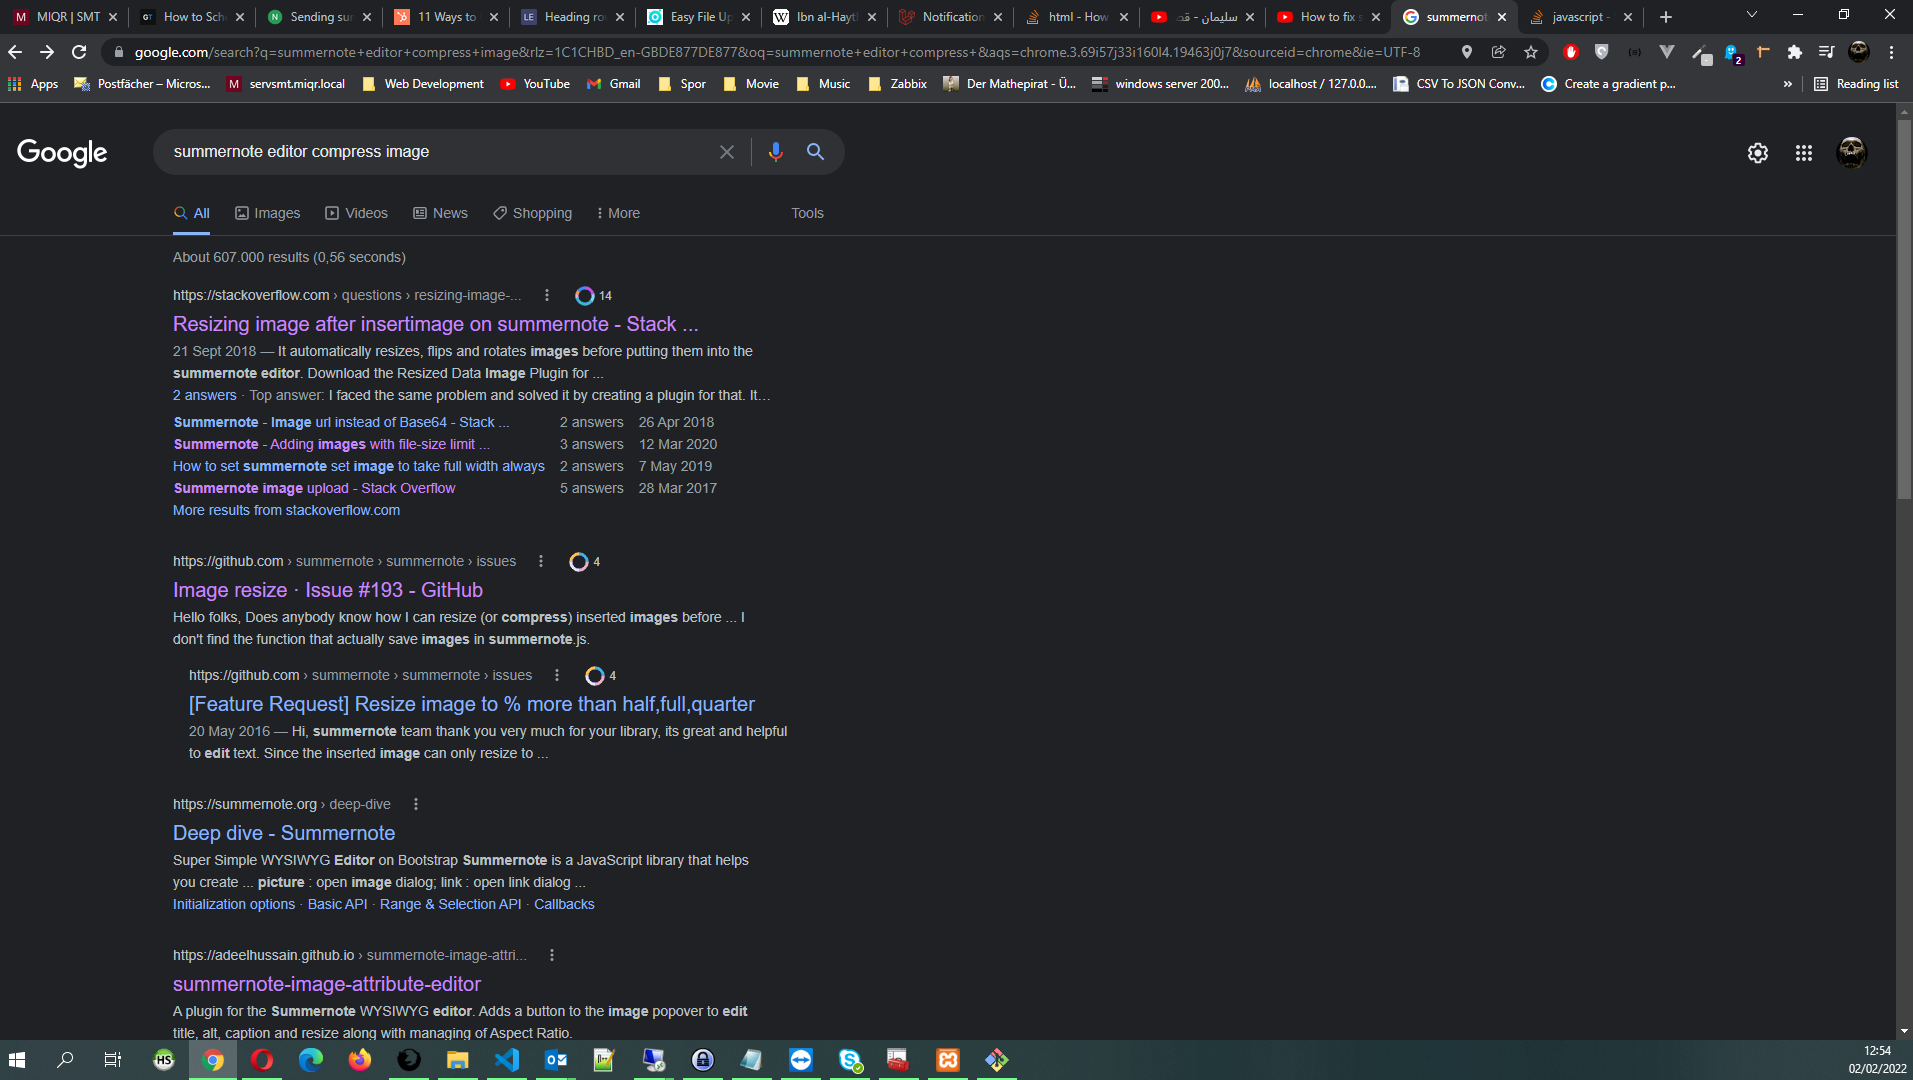 MIQR | SMT
How to Sch
Sending sur
11 Ways to
Heading ro
Easy File Up
Ibn al-Hayth
Notification
html - How
سليمان - قص
How to fix s
summernot
javascript -
google.com/search?q=summernote+editor+compress+image&rlz=1C1CHBD_en-GBDE877DE877&oq=summernote+editor+compress+&aqs=chrome.3.69i57j33i160l4.19463j0j7&sourceid=chrome&ie=UTF-8
2
Apps
Postfächer – Micros...
servsmt.miqr.local
Web Development
YouTube
Gmail
Spor
Movie
Music
Zabbix
Der Mathepirat - Ü...
windows server 200...
localhost / 127.0.0....
CSV To JSON Conv...
Create a gradient p...
»
Reading list
Google
summernote editor compress image
All
Images
Videos
News
Shopping
More
Tools
About 607.000 results (0,56 seconds)
https://stackoverflow.com › questions › resizing-image-...
14
Resizing image after insertimage on summernote - Stack ...
21 Sept 2018 — It automatically resizes, flips and rotates images before putting them into the
summernote editor. Download the Resized Data Image Plugin for ...
2 answers · Top answer: I faced the same problem and solved it by creating a plugin for that. It…
Summernote - Image url instead of Base64 - Stack ... 2 answers 26 Apr 2018
Summernote - Adding images with file-size limit ... 3 answers 12 Mar 2020
How to set summernote set image to take full width always 2 answers 7 May 2019
Summernote image upload - Stack Overflow 5 answers 28 Mar 2017
More results from stackoverflow.com
https://github.com › summernote › summernote › issues
4
Image resize · Issue #193 - GitHub
Hello folks, Does anybody know how I can resize (or compress) inserted images before ... I
don't find the function that actually save images in summernote.js.
https://github.com › summernote › summernote › issues
4
[Feature Request] Resize image to % more than half,full,quarter
20 May 2016 — Hi, summernote team thank you very much for your library, its great and helpful
to edit text. Since the inserted image can only resize to ...
https://summernote.org › deep-dive
Deep dive - Summernote
Super Simple WYSIWYG Editor on Bootstrap Summernote is a JavaScript library that helps
you create ... picture : open image dialog; link : open link dialog ...
Initialization options · Basic API · Range & Selection API · Callbacks
https://adeelhussain.github.io › summernote-image-attri...
summernote-image-attribute-editor
A plugin for the Summernote WYSIWYG editor. Adds a button to the image popover to edit
title, alt, caption and resize along with managing of Aspect Ratio.
HS
12:54
02/02/2022